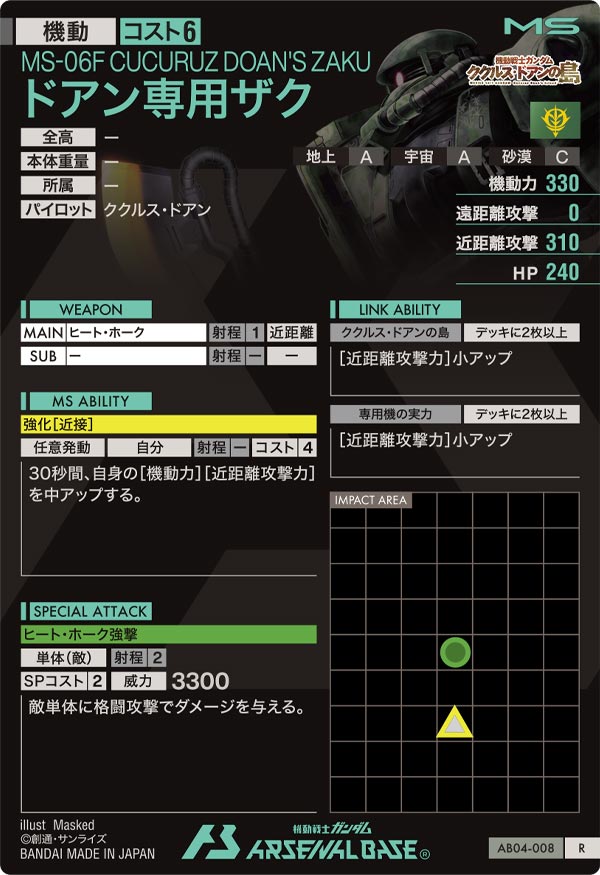 機動 コスト6
MS
MS-06F CUCURUZ DOAN'S ZAKU
ドアン専用ザク
機動戦士ガンダム
ククルス・ドアンの島
全高 ー
本体重量 ー
所属 ー
パイロット ククルス・ドアン
地上 A 宇宙 A 砂漠 C
機動力 330
遠距離攻撃 0
近距離攻撃 310
HP 240
WEAPON
MAIN ヒート・ホーク 射程 1 近距離
SUB ー 射程 ー ー
MS ABILITY
強化[近接]
任意発動 自分 射程 ー コスト 4
30秒間、自身の[機動力][近距離攻撃力]
を中アップする。
SPECIAL ATTACK
ヒート・ホーク強撃
単体(敵) 射程 2
SPコスト 2 威力 3300
敵単体に格闘攻撃でダメージを与える。
LINK ABILITY
ククルス・ドアンの島 デッキに2枚以上
[近距離攻撃力]小アップ
専用機の実力 デッキに2枚以上
[近距離攻撃力]小アップ
IMPACT AREA
illust Masked
©創通・サンライズ
BANDAI MADE IN JAPAN
機動戦士ガンダム
ARSENAL BASE®
AB04-008 R